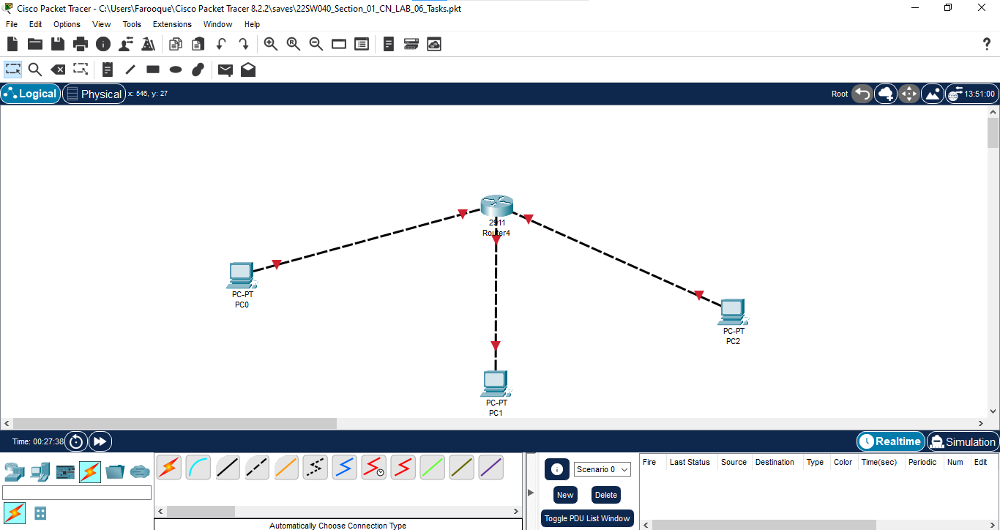 Cisco Packet Tracer - C:\Users\Farooque\Cisco Packet Tracer 8.2.2\saves\22SW040_Section_01_CN_LAB_06_Tasks.pkt
File Edit Options View Tools Extensions Window Help
?
Logical Physical x: 546, y: 27 Root 13:51:00
2911
Router4
PC-PT
PC0
PC-PT
PC2
PC-PT
PC1
Time: 00:27:38 Realtime Simulation
Scenario 0
New Delete
Toggle PDU List Window
Fire Last Status Source Destination Type Color Time(sec) Periodic Num Edit
Automatically Choose Connection Type